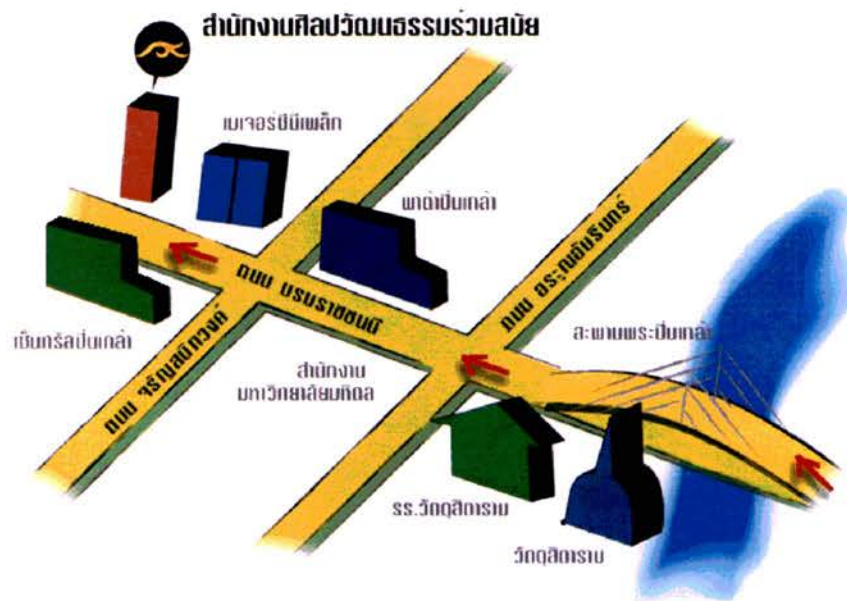 สำนักงานศิลปวัฒนธรรมร่วมสมัย
เมเจอร์ซีนีเพล็ก
พาต้าปิ่นเกล้า
ถนน อรุณอัมรินทร์
ถนน บรมราชชนนี
สะพานพระปิ่นเกล้า
เซ็นทรัลปิ่นเกล้า
ถนน จรัญสนิทวงศ์
สำนักงาน
มหาวิทยาลัยมหิดล
รร.วัดดุสิตาราม
วัดดุสิตาราม